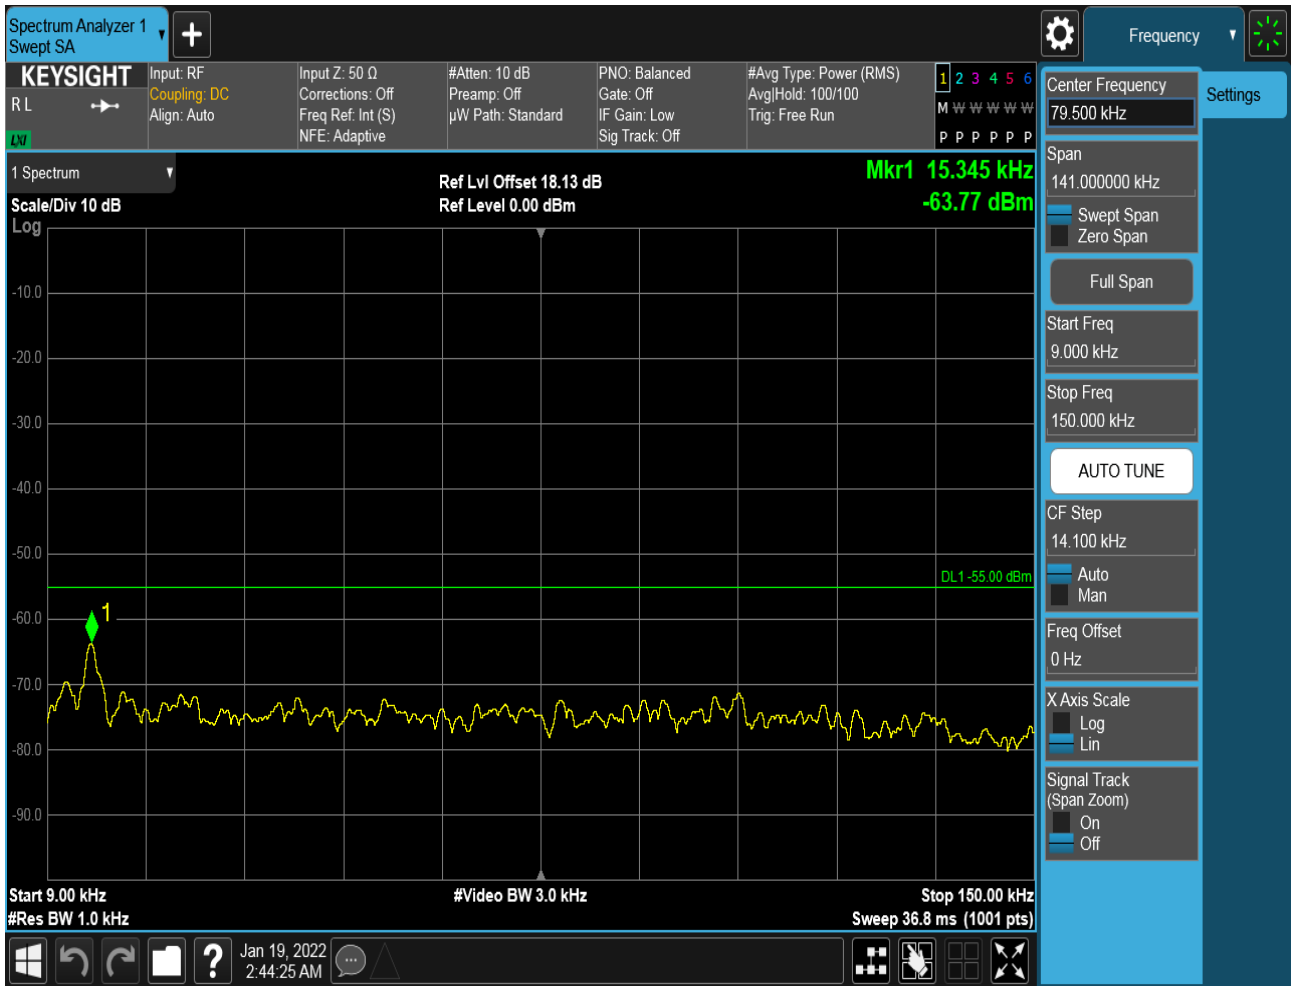 Spectrum Analyzer 1
Swept SA
Frequency
KEYSIGHT
R L
LXI
Input: RF
Coupling: DC
Align: Auto
Input Z: 50 Ω
Corrections: Off
Freq Ref: Int (S)
NFE: Adaptive
#Atten: 10 dB
Preamp: Off
µW Path: Standard
PNO: Balanced
Gate: Off
IF Gain: Low
Sig Track: Off
#Avg Type: Power (RMS)
Avg|Hold: 100/100
Trig: Free Run
1 2 3 4 5 6
M W W W W W
P P P P P P
1 Spectrum
Scale/Div 10 dB
Log
Ref Lvl Offset 18.13 dB
Ref Level 0.00 dBm
Mkr1 15.345 kHz
-63.77 dBm
-10.0
-20.0
-30.0
-40.0
-50.0
DL1 -55.00 dBm
1
-60.0
-70.0
-80.0
-90.0
Start 9.00 kHz
#Res BW 1.0 kHz
#Video BW 3.0 kHz
Stop 150.00 kHz
Sweep 36.8 ms (1001 pts)
Jan 19, 2022
2:44:25 AM
Center Frequency
79.500 kHz
Settings
Span
141.000000 kHz
Swept Span
Zero Span
Full Span
Start Freq
9.000 kHz
Stop Freq
150.000 kHz
AUTO TUNE
CF Step
14.100 kHz
Auto
Man
Freq Offset
0 Hz
X Axis Scale
Log
Lin
Signal Track
(Span Zoom)
On
Off